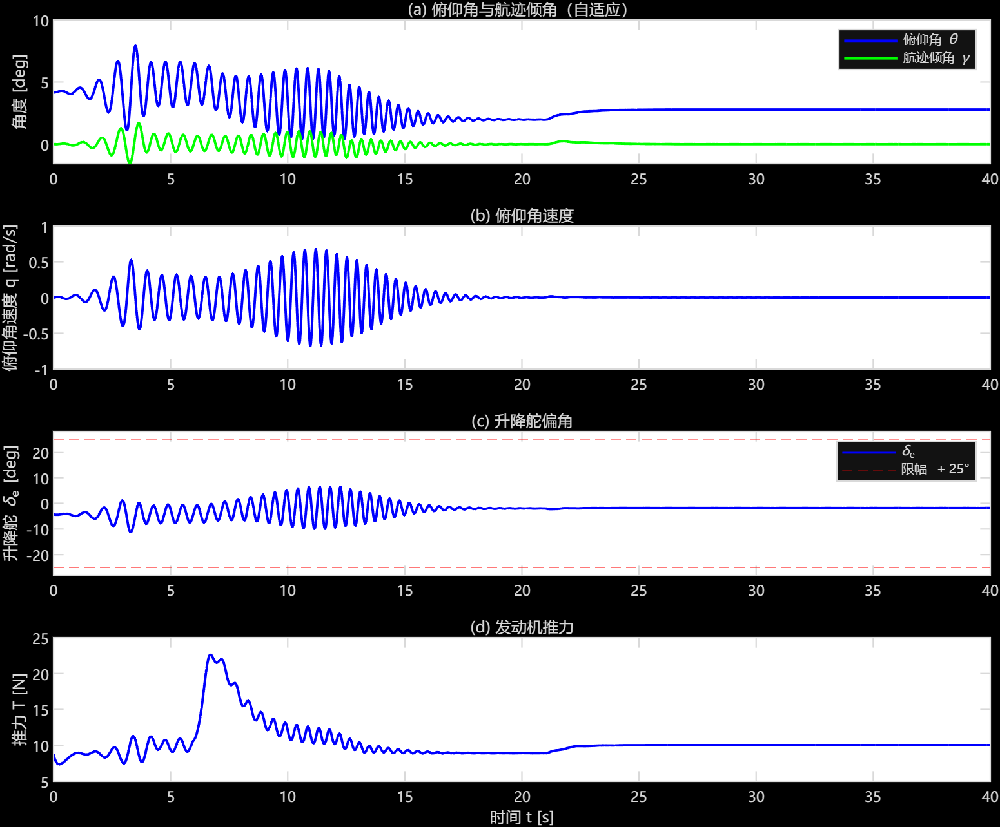 (a) 俯仰角与航迹倾角（自适应）
角度 [deg]
10
5
0
俯仰角 θ
航迹倾角 γ
0 5 10 15 20 25 30 35 40
(b) 俯仰角速度
俯仰角速度 q [rad/s]
1
0.5
0
-0.5
-1
0 5 10 15 20 25 30 35 40
(c) 升降舵偏角
升降舵 δe [deg]
20
10
0
-10
-20
δe
限幅 ± 25°
0 5 10 15 20 25 30 35 40
(d) 发动机推力
推力 T [N]
25
20
15
10
5
0 5 10 15 20 25 30 35 40
时间 t [s]